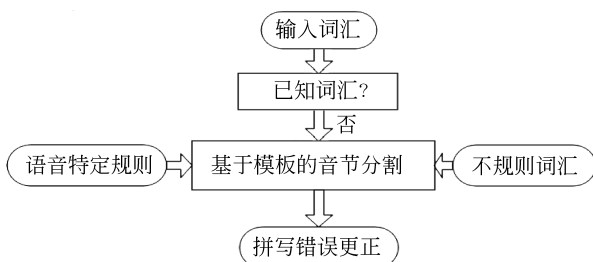 输入词汇
已知词汇?
否
语音特定规则
基于模板的音节分割
不规则词汇
拼写错误更正